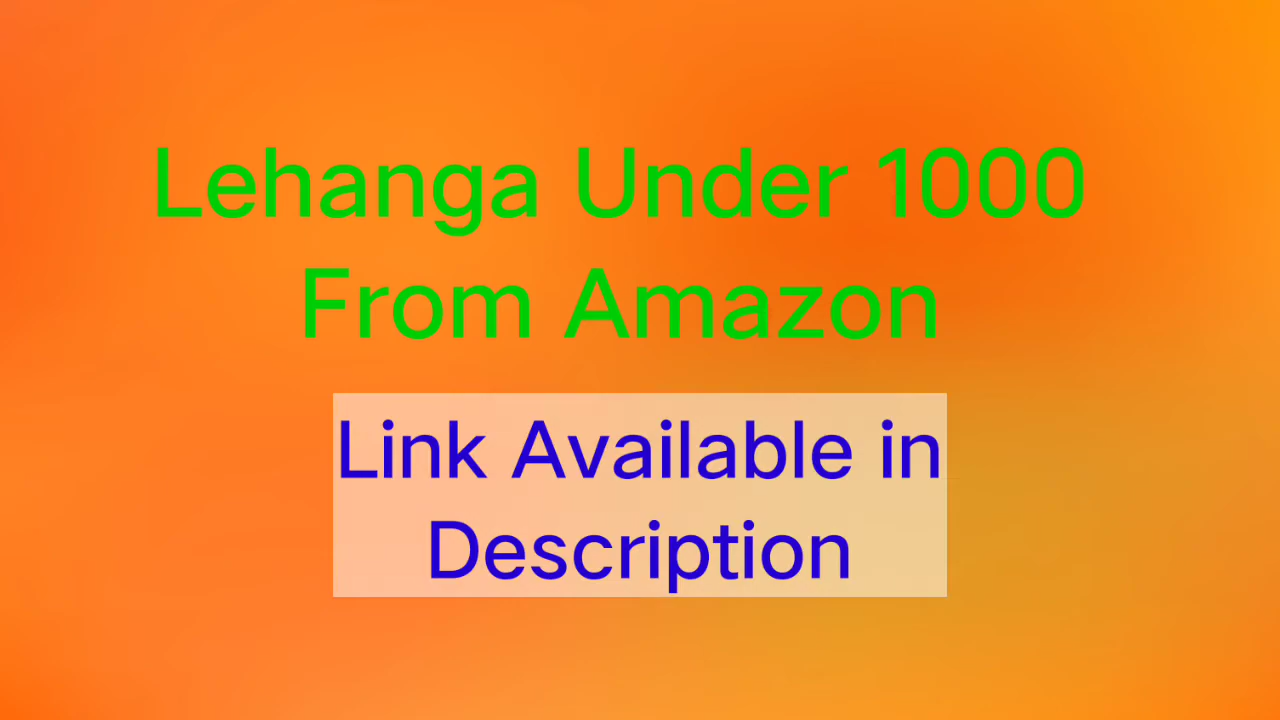 Lehanga Under 1000
From Amazon
Link Available in
Description